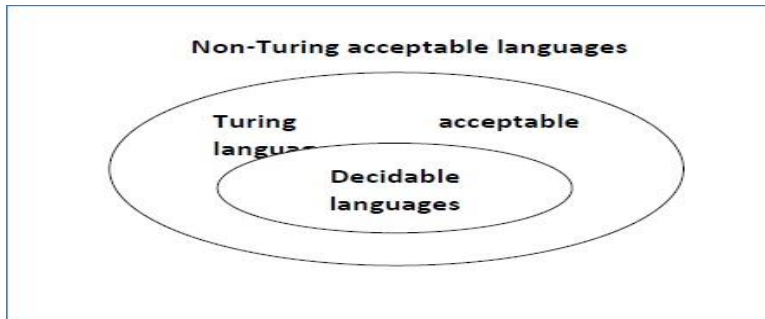 Non-Turing acceptable languages
Turing acceptable
Decidable
languages